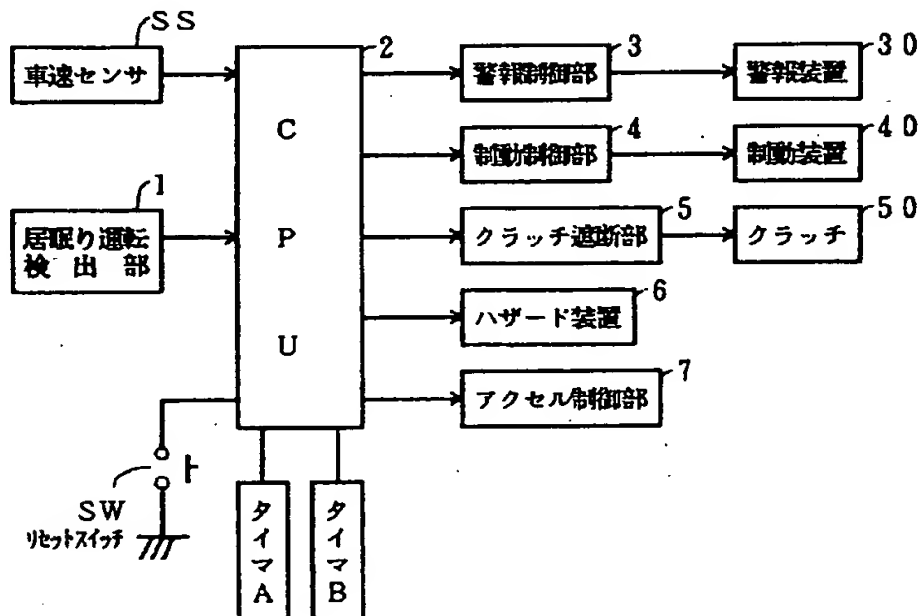 SS
車速センサ
1
居眠り運転
検出部
2
CPU
3
警報制御部
30
警報装置
4
制動制御部
40
制動装置
5
クラッチ遮断部
50
クラッチ
6
ハザード装置
7
アクセル制御部
SW
リセットスイッチ
タイマA
タイマB